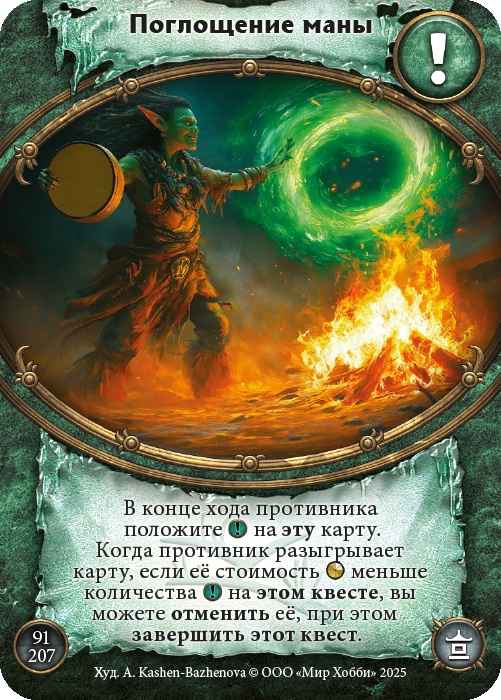 Поглощение маны
!
В конце хода противника
положите ! на эту карту.
Когда противник разыгрывает
карту, если её стоимость меньше
количества ! на этом квесте, вы
можете отменить её, при этом
завершить этот квест.
91
207
Худ. A. Kashen-Bazhenova © ООО «Мир Хобби» 2025